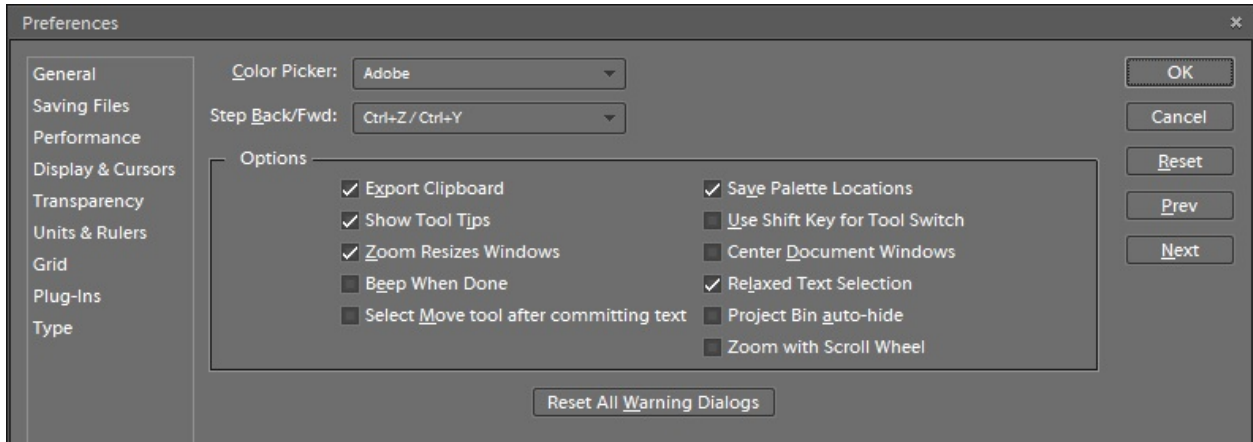 Preferences
General
Saving Files
Performance
Display & Cursors
Transparency
Units & Rulers
Grid
Plug-Ins
Type
Color Picker: Adobe
Step Back/Fwd: Ctrl+Z / Ctrl+Y
Options
Export Clipboard
Show Tool Tips
Zoom Resizes Windows
Beep When Done
Select Move tool after committing text
Save Palette Locations
Use Shift Key for Tool Switch
Center Document Windows
Relaxed Text Selection
Project Bin auto-hide
Zoom with Scroll Wheel
Reset All Warning Dialogs
OK
Cancel
Reset
Prev
Next